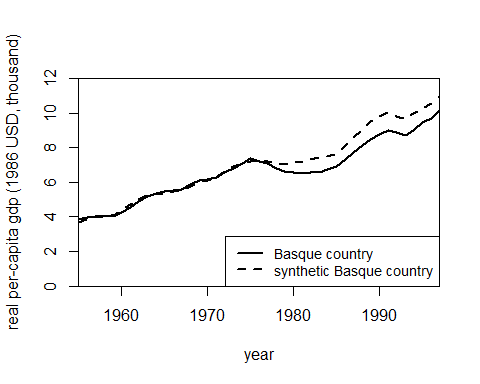 real per-capita gdp (1986 USD, thousand)
12
10
8
6
4
2
0
Basque country
synthetic Basque country
1960 1970 1980 1990
year